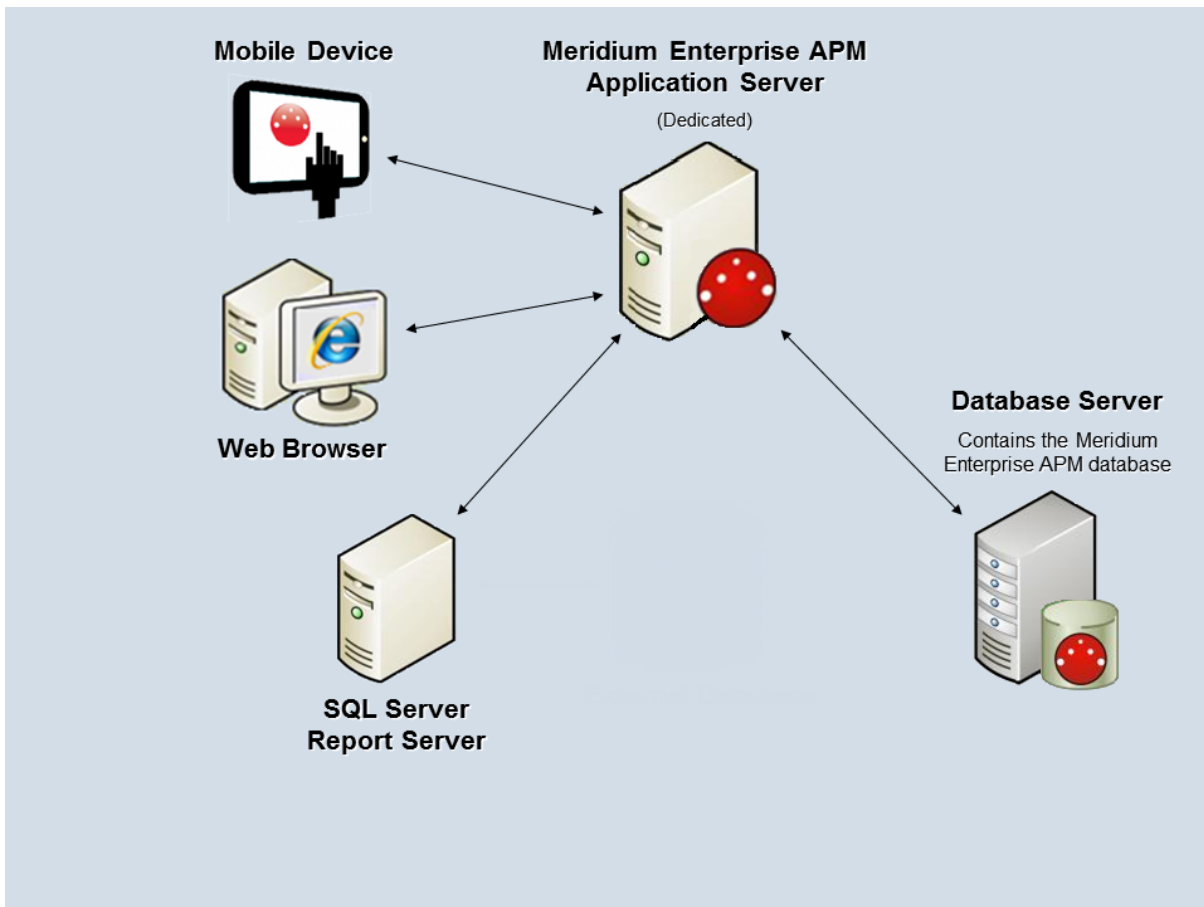 Mobile Device
Meridium Enterprise APM
Application Server
(Dedicated)
Web Browser
Database Server
Contains the Meridium
Enterprise APM database
SQL Server
Report Server